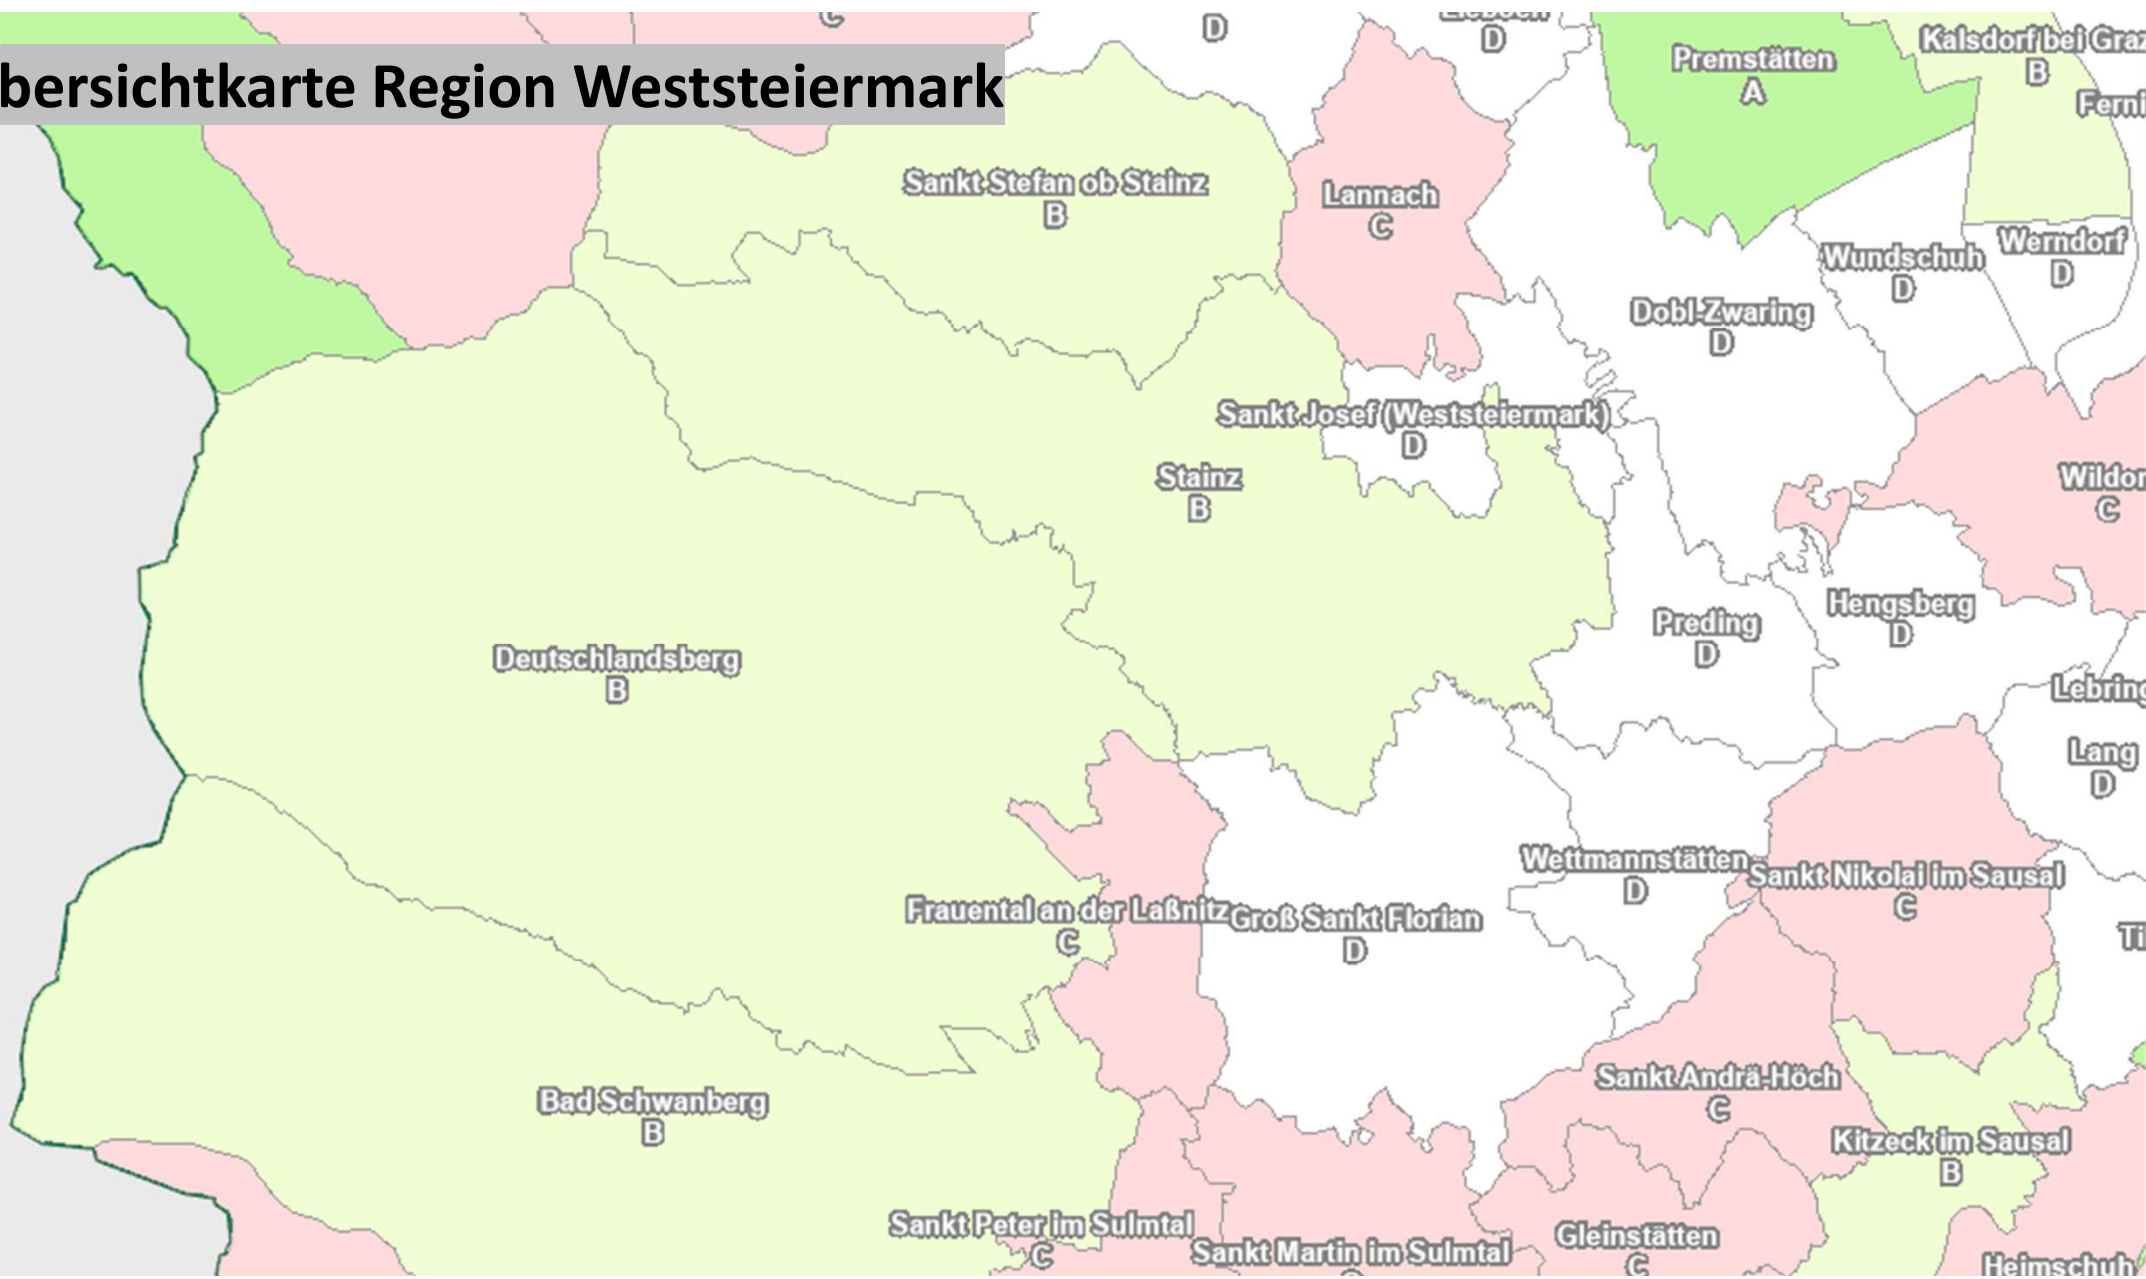 C
D
D
Premstätten
A
Kalsdorf bei Graz
B
bersichtkarte Region Weststeiermark
Sankt Stefan ob Stainz
B
Lannach
C
Wundschuh
D
Werndorf
D
Dobl-Zwaring
D
Sankt Josef (Weststeiermark)
D
Stainz
B
Wildon
C
Hengsberg
D
Preding
D
Deutschlandsberg
B
Lebring
Lang
D
Wettmannstätten
D
Sankt Nikolai im Sausal
C
Frauental an der Laßnitz
C
Groß Sankt Florian
D
Sankt Andrä-Höch
C
Bad Schwanberg
B
Kitzeck im Sausal
B
Sankt Peter im Sulmtal
C
Sankt Martin im Sulmtal
Gleinstätten
C
Heimschuh